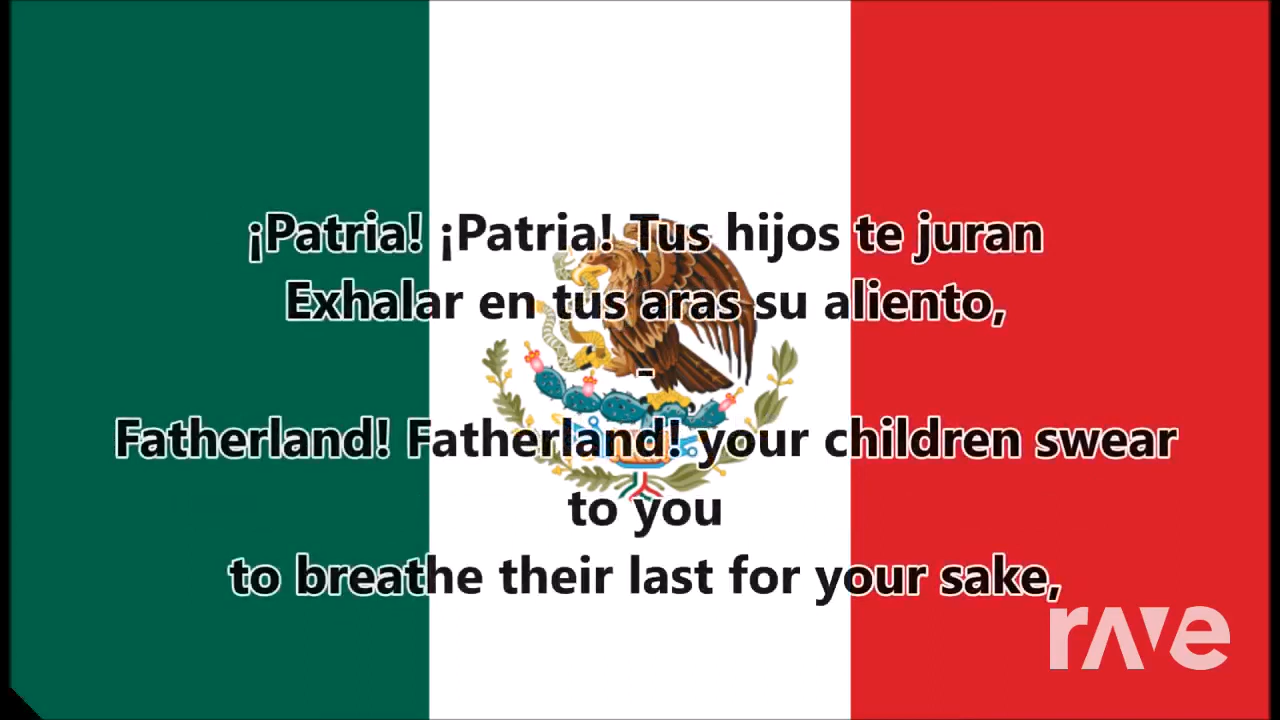 ¡Patria! ¡Patria! Tus hijos te juran
Exhalar en tus aras su aliento,
-
Fatherland! Fatherland! your children swear
to you
to breathe their last for your sake,
rave